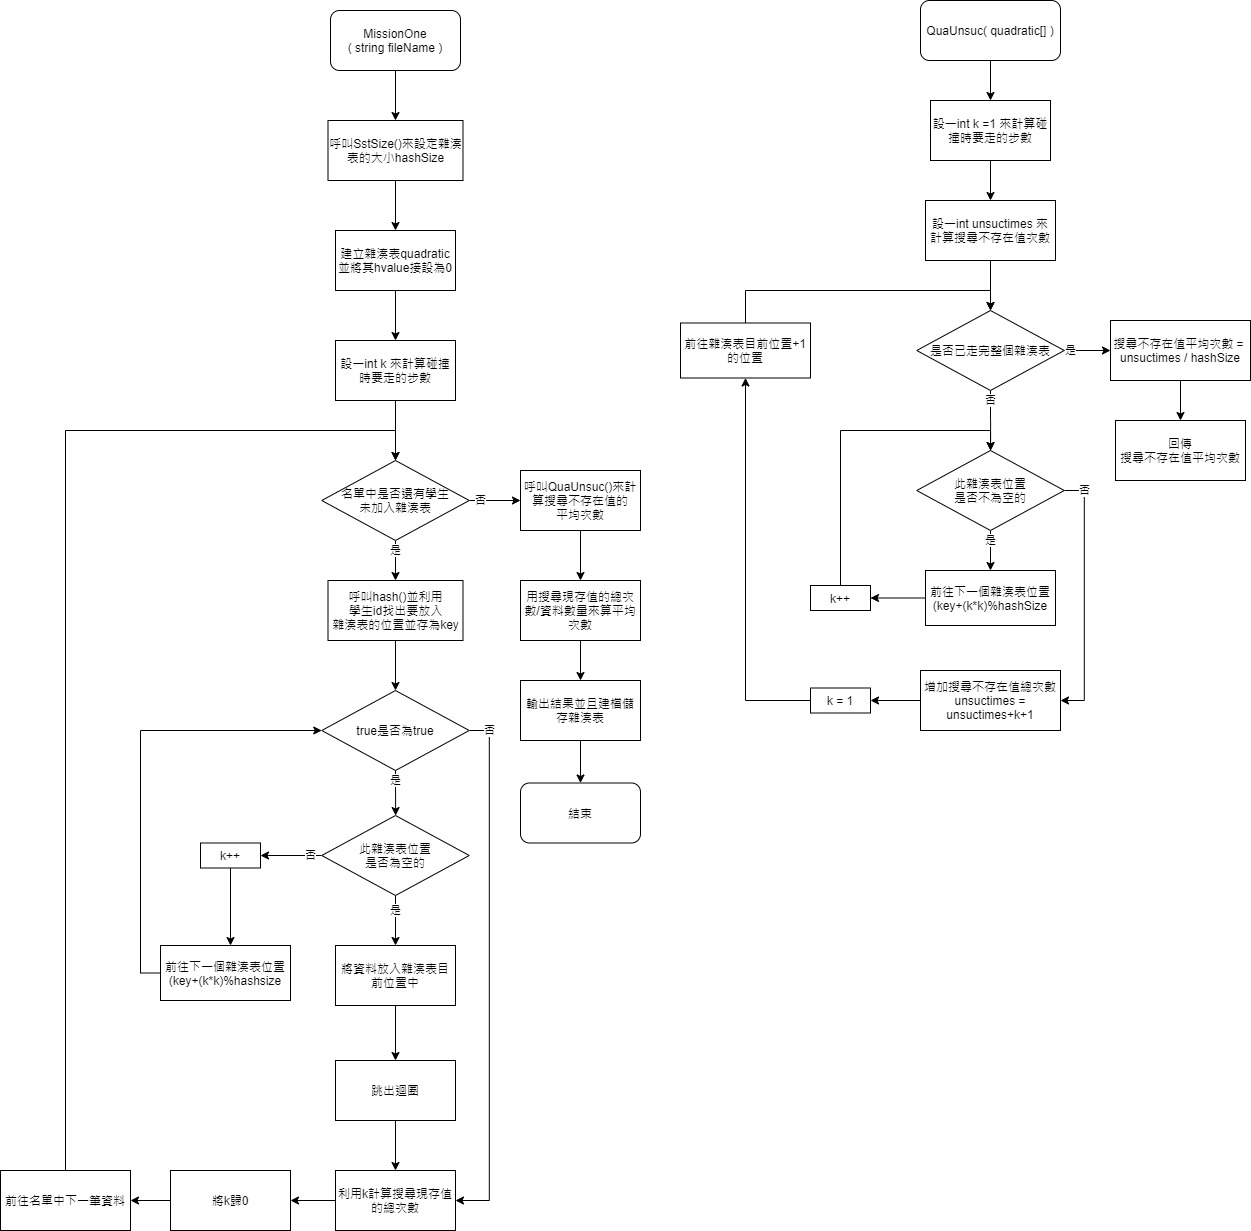 MissionOne
( string fileName )
呼叫SstSize()來設定雜湊
表的大小hashSize
建立雜湊表quadratic
並將其hvalue接設為0
設一int k 來計算碰撞
時要走的步數
名單中是否還有學生
未加入雜湊表
否
是
呼叫QuaUnsuc()來計
算搜尋不存在值的
平均次數
用搜尋現存值的總次
數/資料數量來算平均
次數
輸出結果並且建檔儲
存雜湊表
結束
呼叫hash()並利用
學生id找出要放入
雜湊表的位置並存為key
true是否為true
否
是
此雜湊表位置
是否為空的
否
k++
前往下一個雜湊表位置
(key+(k*k)%hashsize
是
將資料放入雜湊表目
前位置中
跳出迴圈
利用k計算搜尋現存值
的總次數
將k歸0
前往名單中下一筆資料
QuaUnsuc( quadratic[] )
設一int k =1 來計算碰
撞時要走的步數
設一int unsuctimes 來
計算搜尋不存在值次數
是否已走完整個雜湊表
是
搜尋不存在值平均次數 =
unsuctimes / hashSize
回傳
搜尋不存在值平均次數
否
此雜湊表位置
是否不為空的
否
是
前往下一個雜湊表位置
(key+(k*k)%hashSize
k++
增加搜尋不存在值總次數
unsuctimes =
unsuctimes+k+1
k = 1
前往雜湊表目前位置+1
的位置